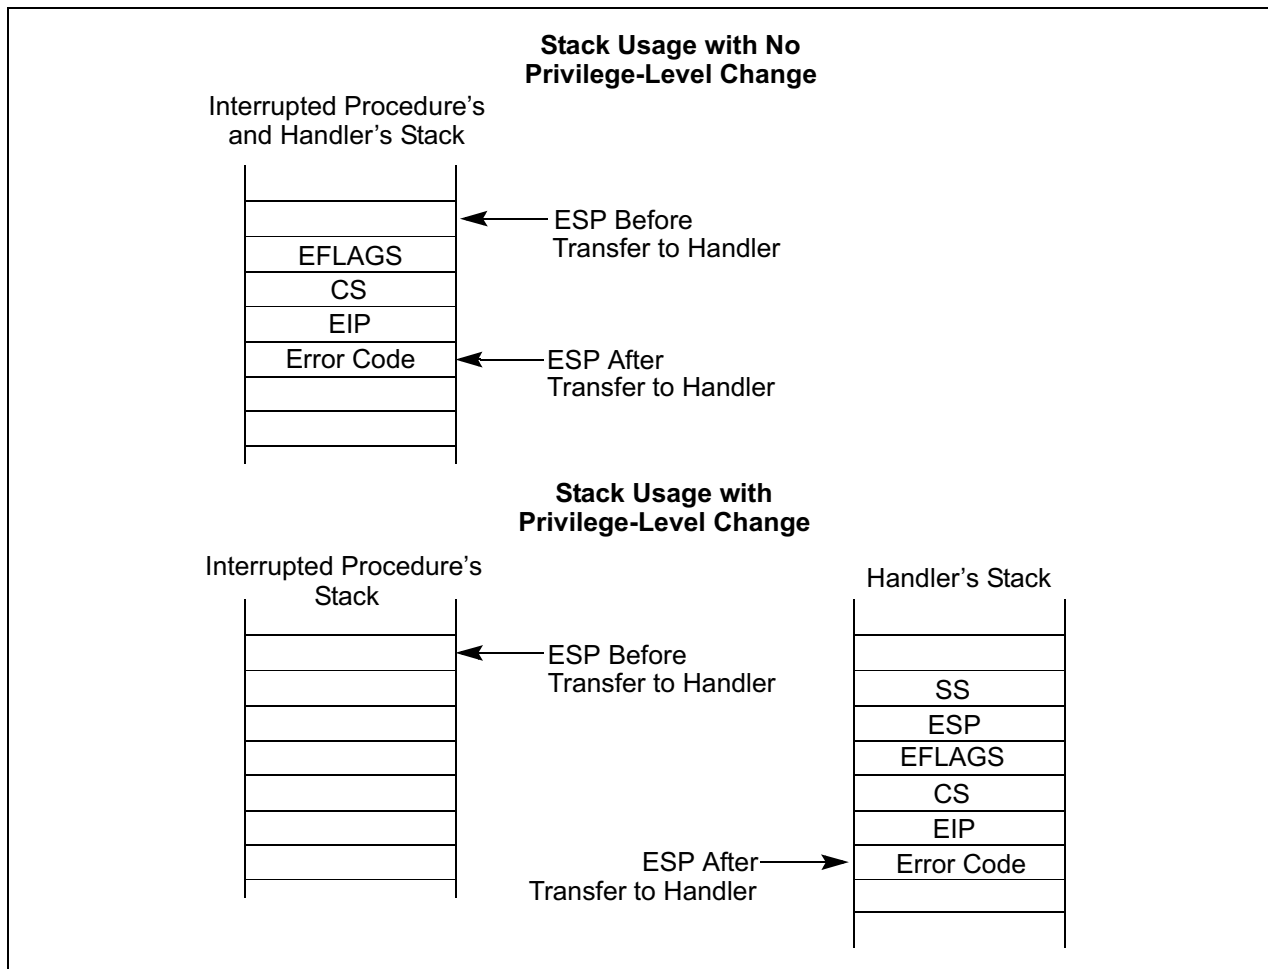 Stack Usage with No
Privilege-Level Change
Interrupted Procedure's
and Handler's Stack
ESP Before
Transfer to Handler
EFLAGS
CS
EIP
Error Code
ESP After
Transfer to Handler
Stack Usage with
Privilege-Level Change
Interrupted Procedure's
Stack
Handler's Stack
ESP Before
Transfer to Handler
SS
ESP
EFLAGS
CS
EIP
ESP After
Transfer to Handler
Error Code